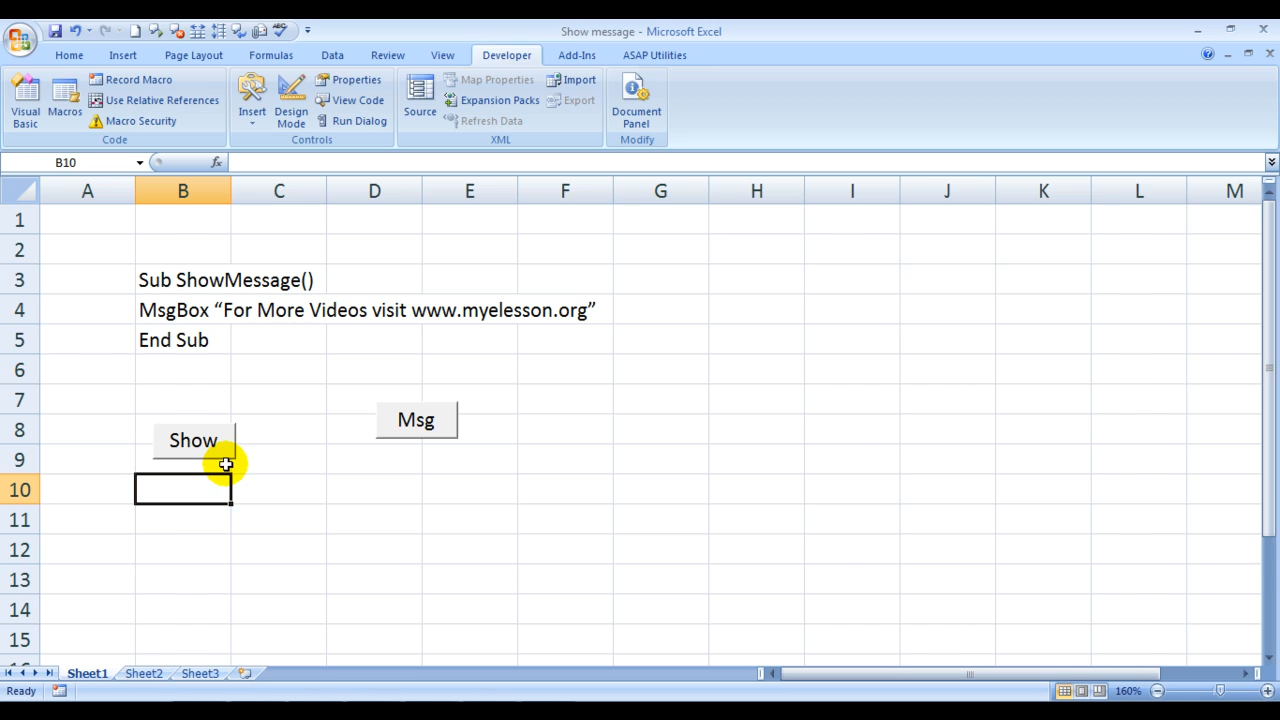 Show message - Microsoft Excel
Home Insert Page Layout Formulas Data Review View Developer Add-Ins ASAP Utilities
Visual Basic
Macros
Record Macro
Use Relative References
Macro Security
Code
Insert
Design Mode
Properties
View Code
Run Dialog
Controls
Source
Map Properties
Expansion Packs
Refresh Data
Import
Export
XML
Document Panel
Modify
B10 fx
A B C D E F G H I J K L M
1
2
3 Sub ShowMessage()
4 MsgBox “For More Videos visit www.myelesson.org”
5 End Sub
6
7
Msg
8
Show
9
10
11
12
13
14
15
16
Sheet1 Sheet2 Sheet3
Ready 160%